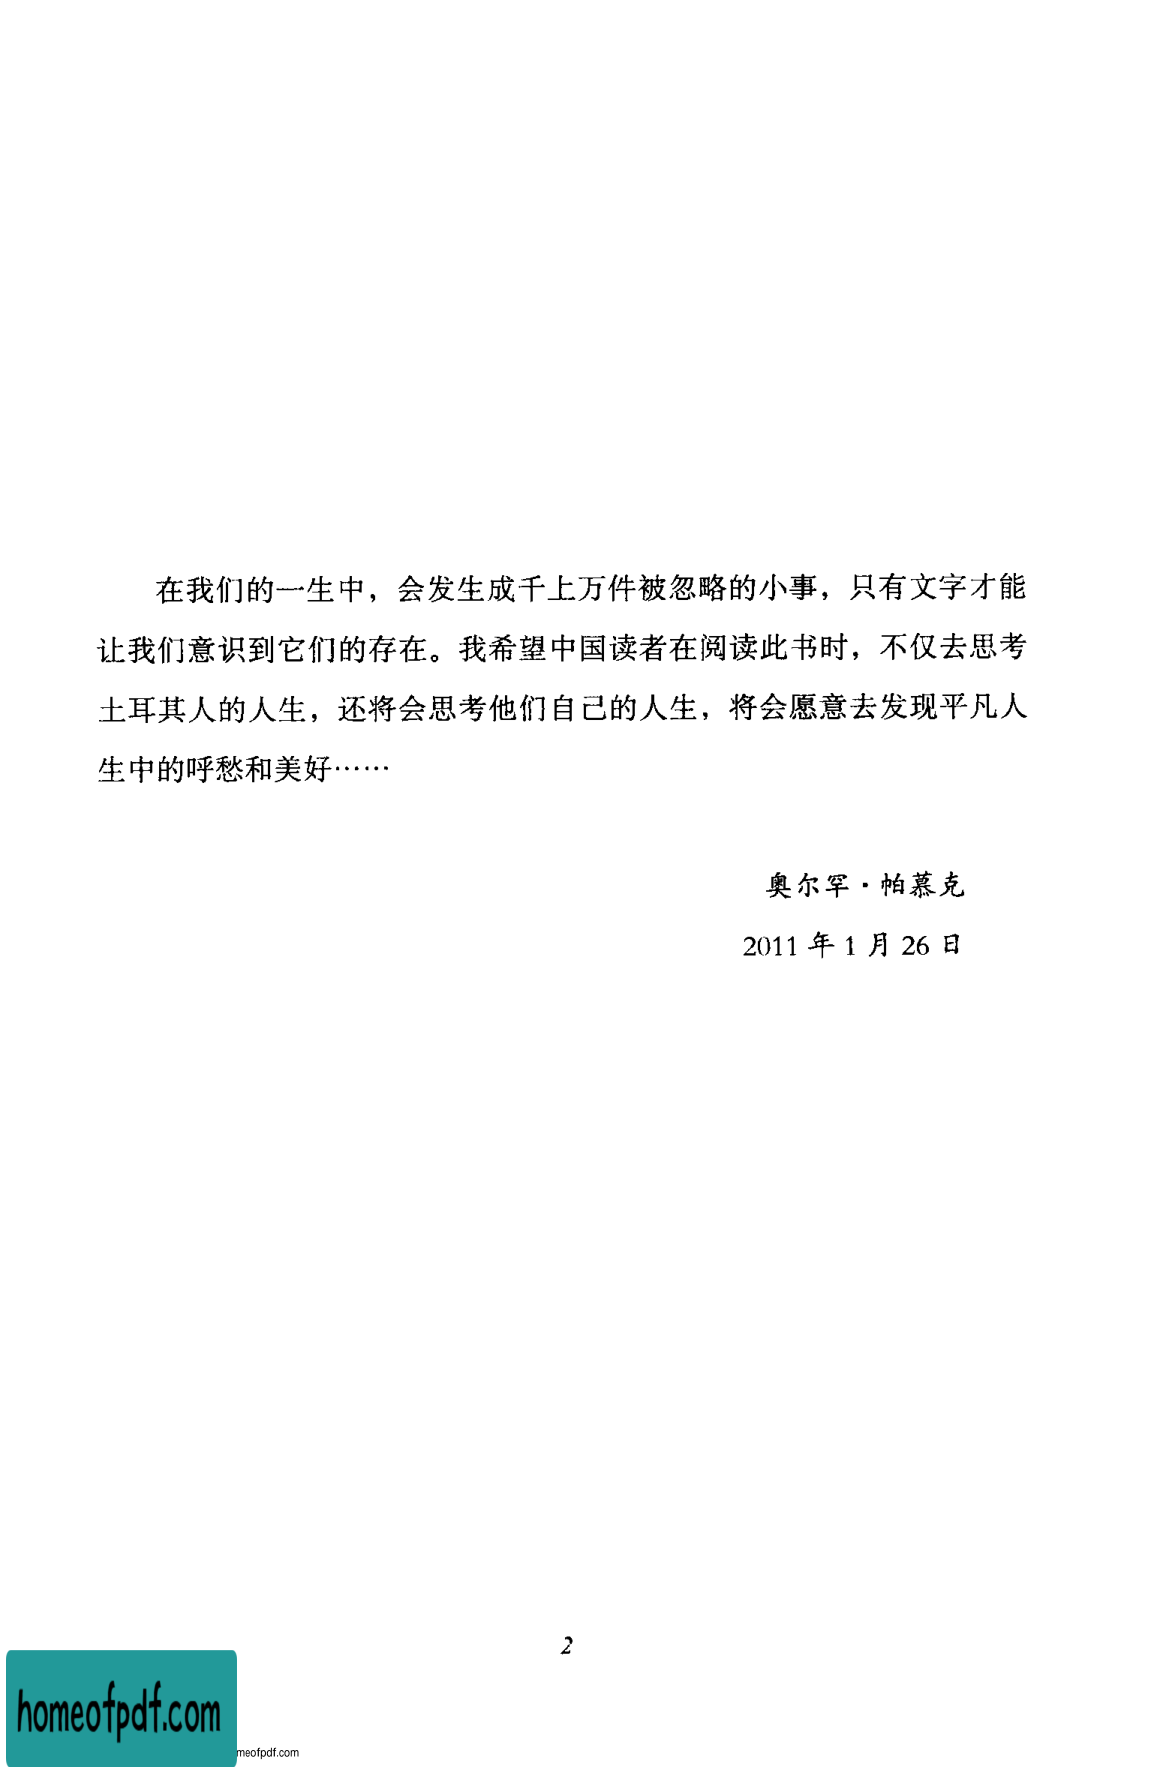 在我们的一生中，会发生成千上万件被忽略的小事，只有文字才能
让我们意识到它们的存在。我希望中国读者在阅读此书时，不仅去思考
土耳其人的人生，还将会思考他们自己的人生，将会愿意去发现平凡人
生中的呼愁和美好……
奥尔罕·帕慕克
2011 年 1 月 26 日
2
homeofpdf.com
meofpdf.com